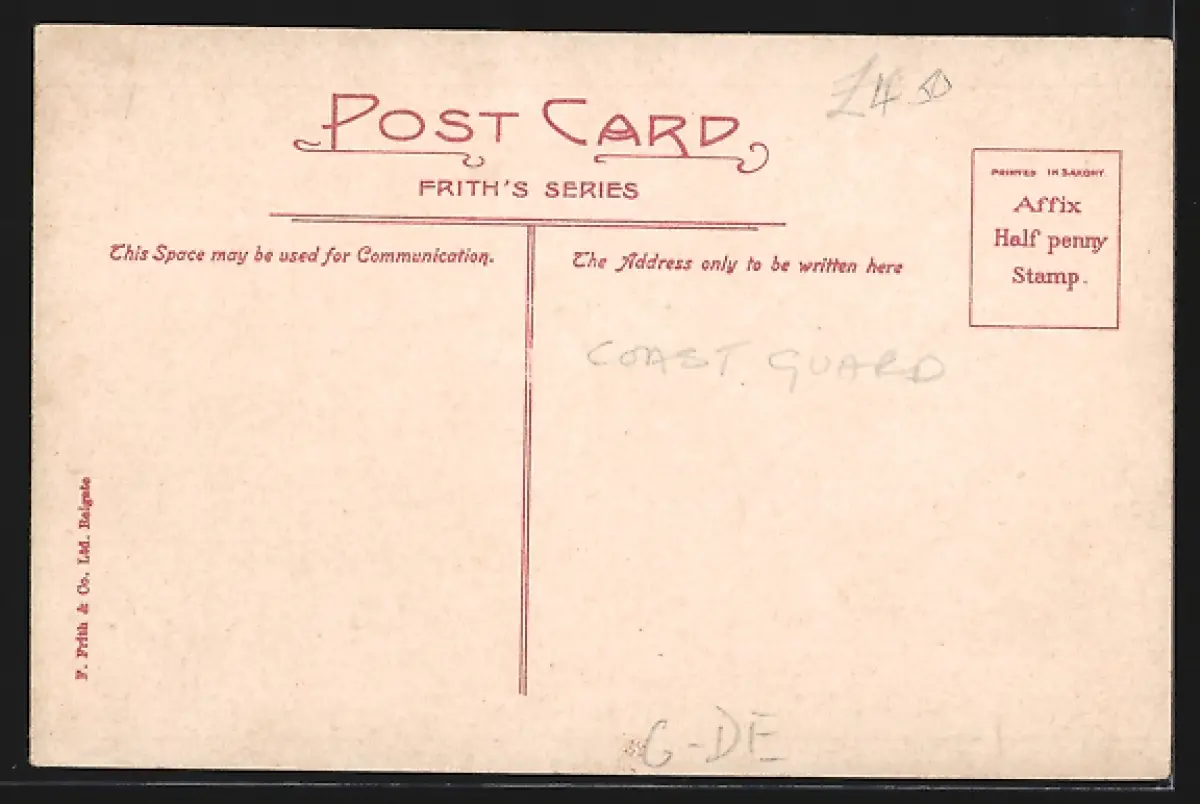 £4 50
POST CARD
FRITH'S SERIES
PRINTED IN SAXONY
Affix
Half penny
Stamp.
This Space may be used for Communication.
The Address only to be written here
COAST GUARD
F. Frith & Co. Ltd. Reigate
G-DE